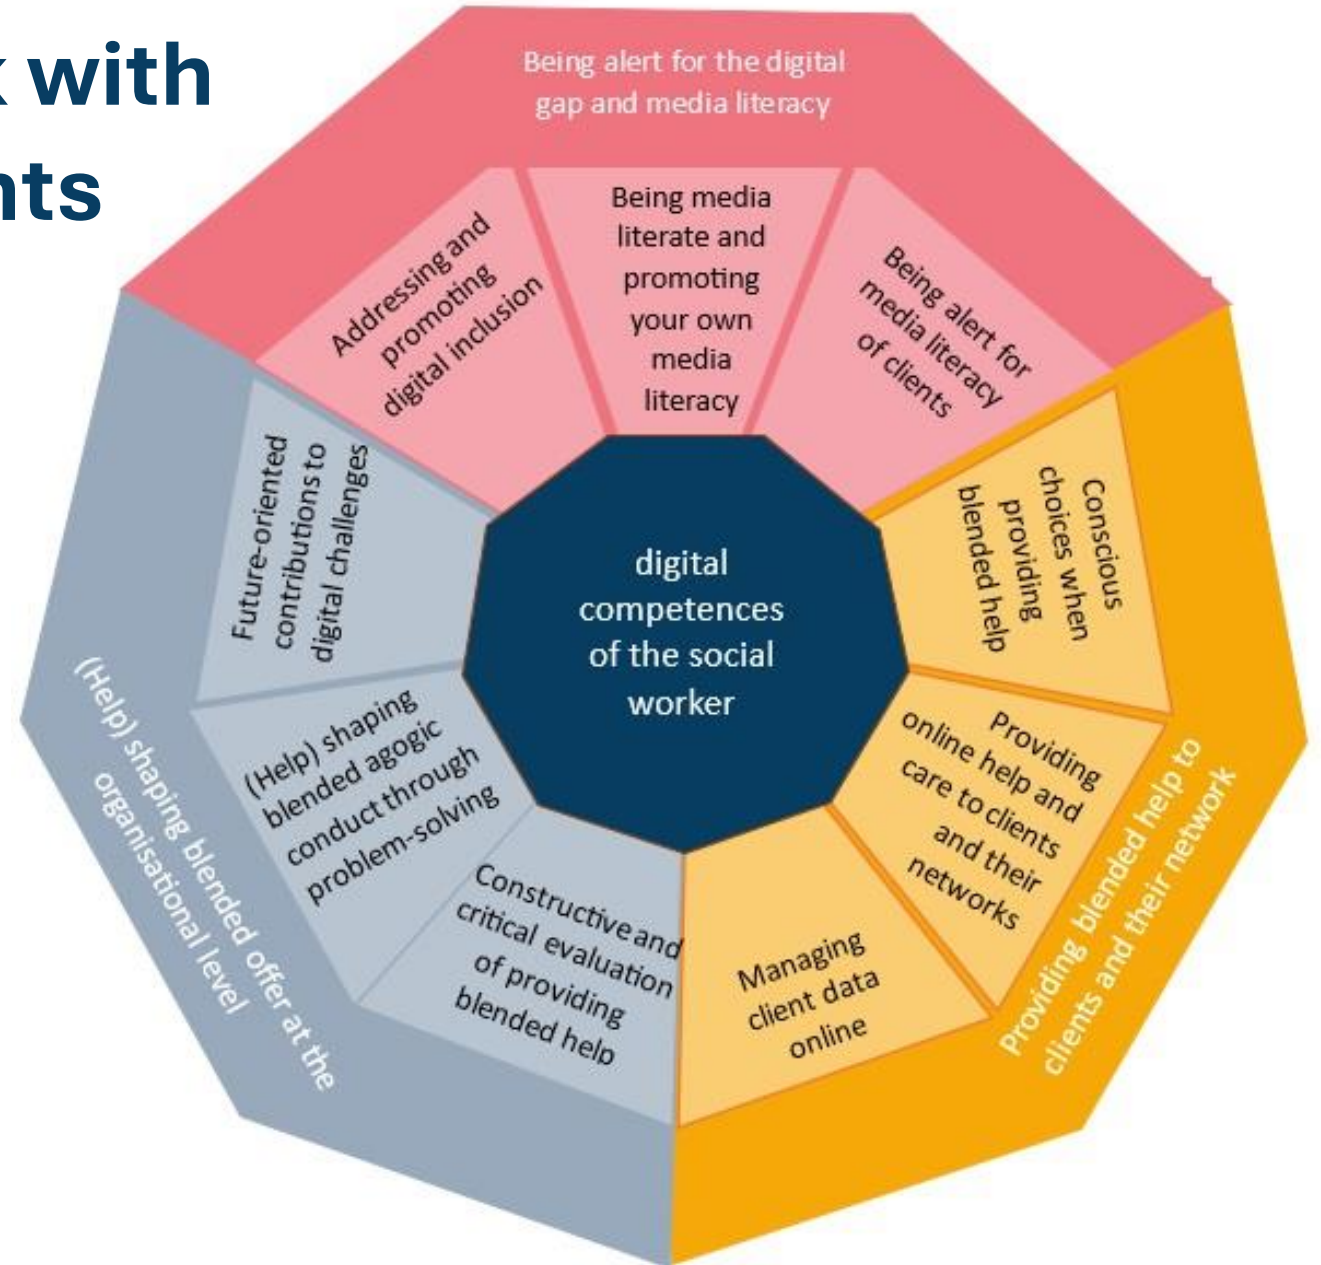 with
nts
Being alert for the digital
gap and media literacy
Addressing and
promoting
digital inclusion
Being media
literate and
promoting
your own
media
literacy
Being alert for
media literacy
of clients
Conscious
choices when
providing
blended help
Providing
online help and
care to clients
and their
networks
Managing
client data
online
Providing blended help to
clients and their network
Constructive and
critical evaluation
of providing
blended help
(Help) shaping
blended agogic
conduct through
problem-solving
Future-oriented
contributions to
digital challenges
(Help) shaping blended offer at the
organisational level
digital
competences
of the social
worker